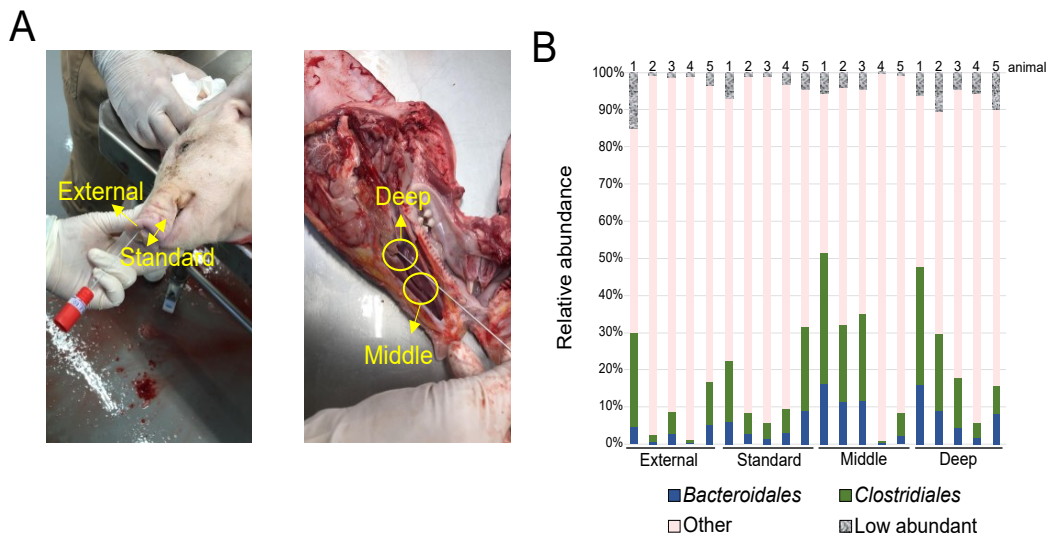 A
External
Standard
Deep
Middle
B
1 2 3 4 5 1 2 3 4 5 1 2 3 4 5 1 2 3 4 5 animal
100%
90%
80%
70%
60%
50%
40%
30%
20%
10%
0%
Relative abundance
External Standard Middle Deep
Bacteroidales Clostridiales
Other Low abundant